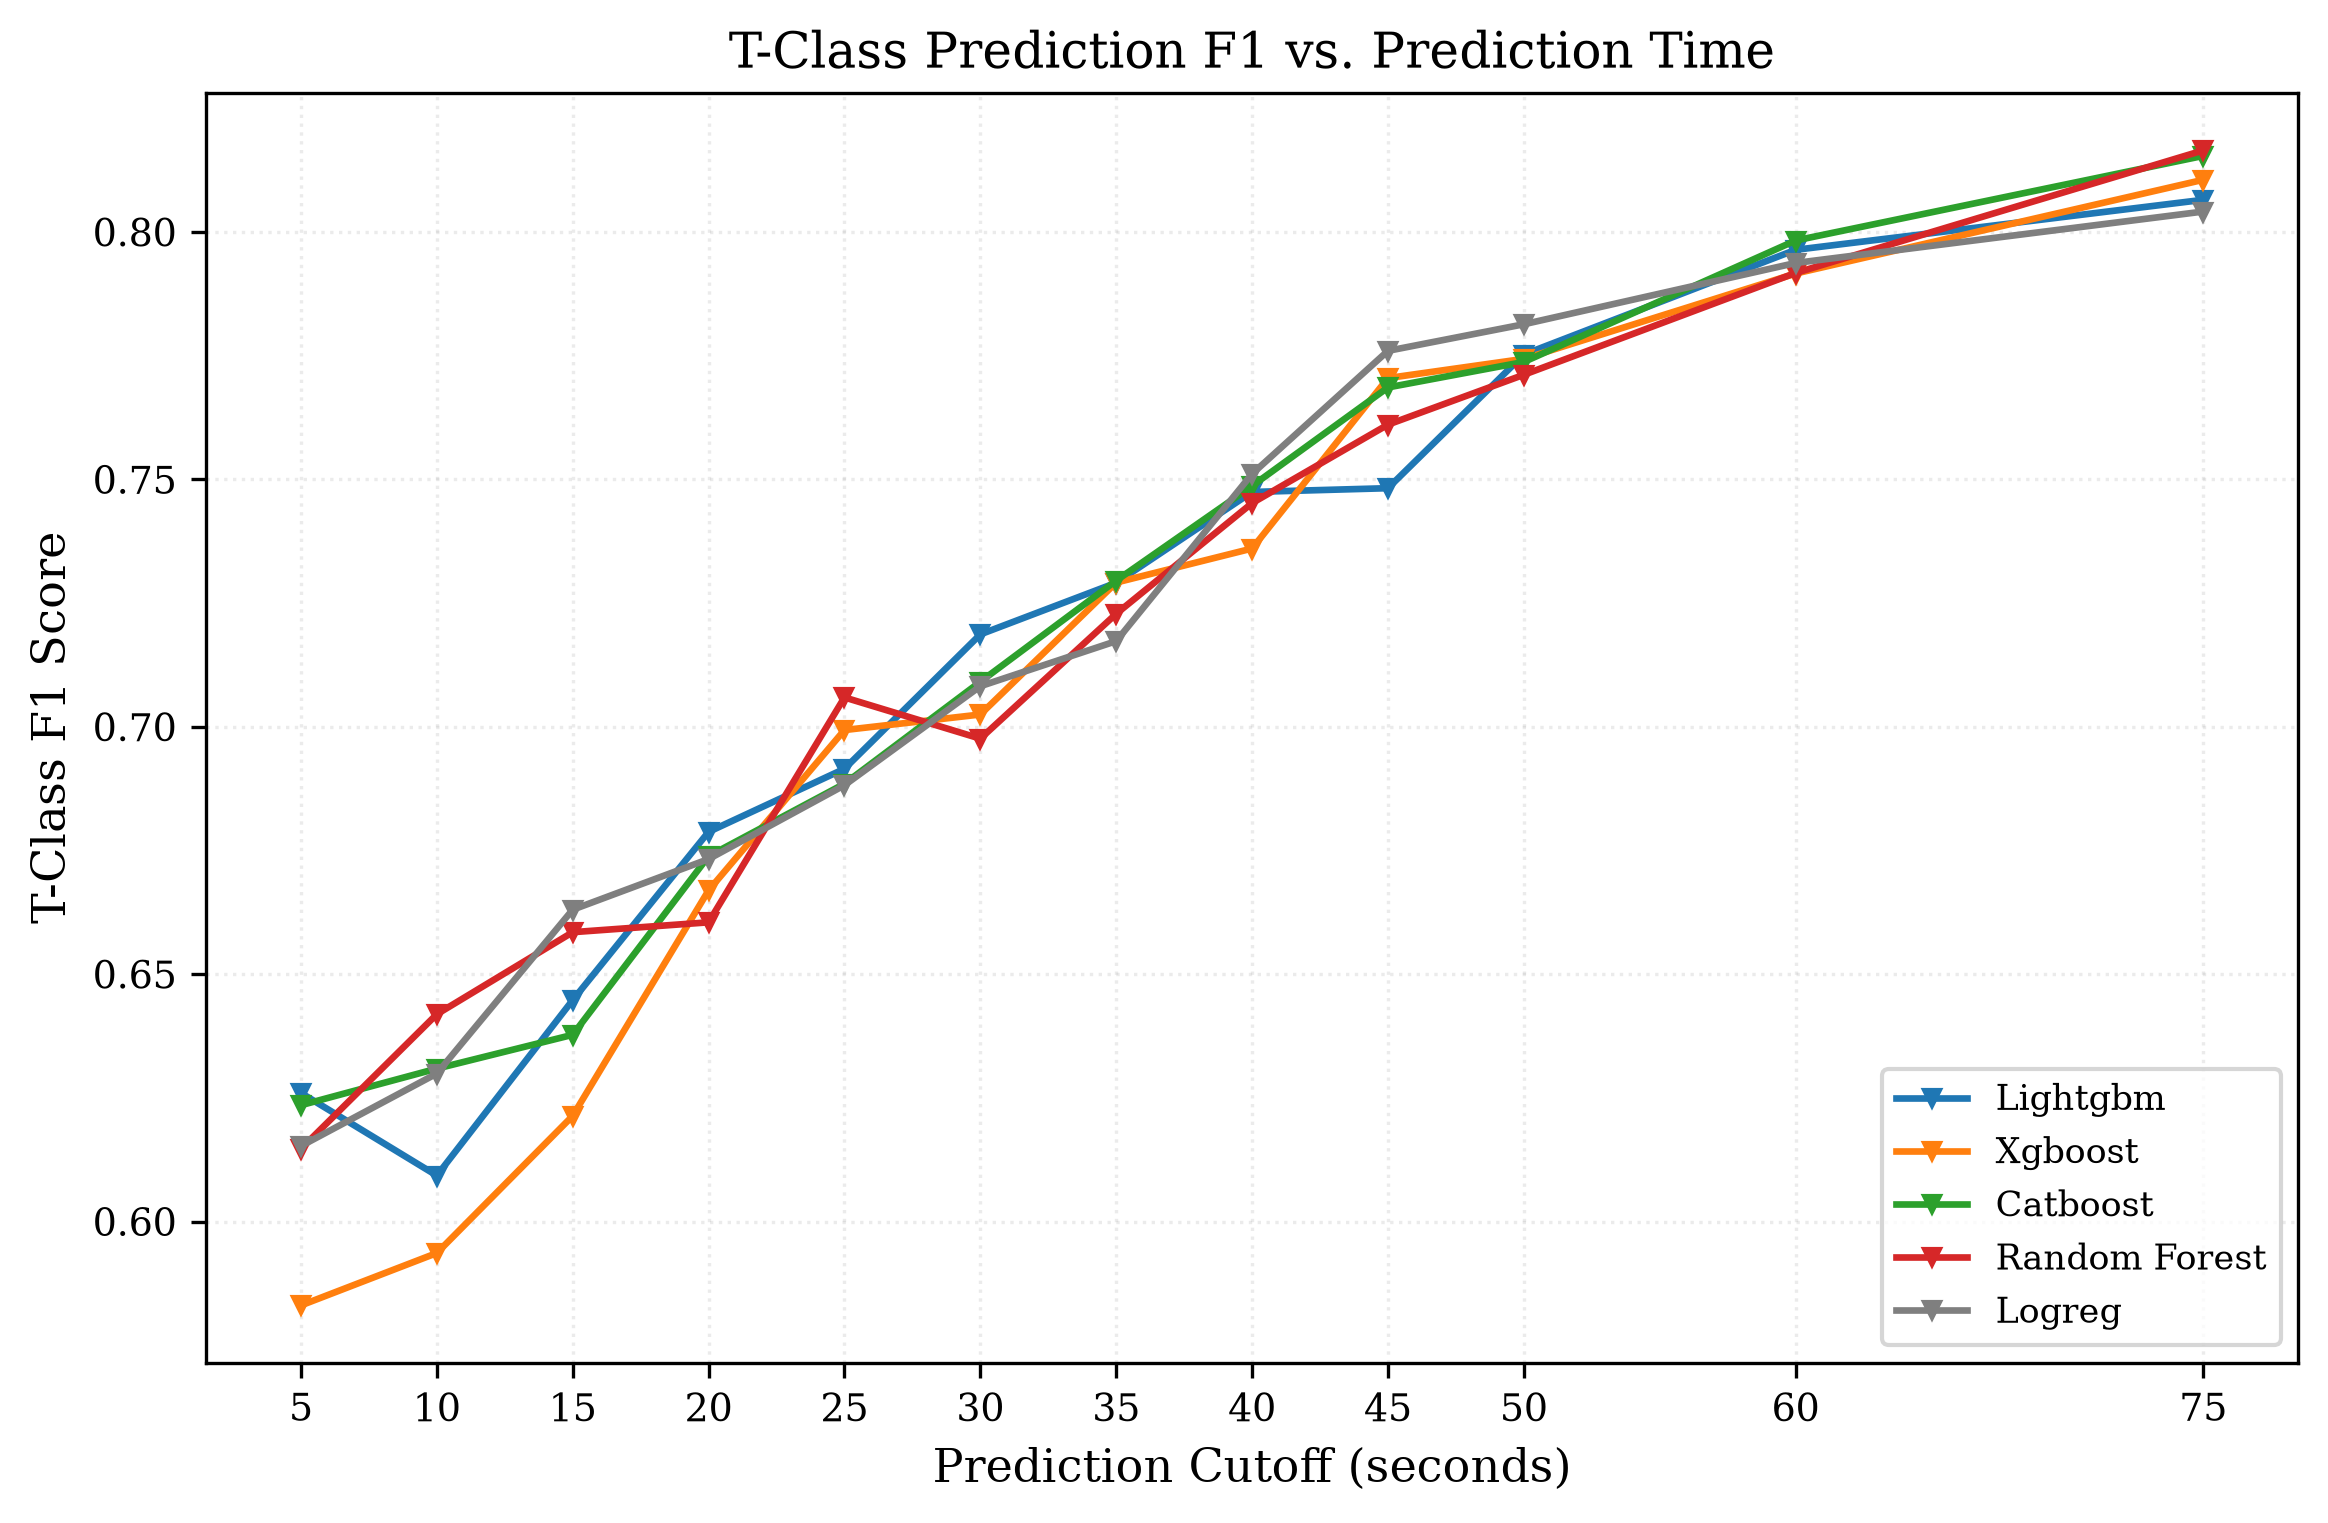 T-Class Prediction F1 vs. Prediction Time
T-Class F1 Score
0.80
0.75
0.70
0.65
0.60
5 10 15 20 25 30 35 40 45 50 60 75
Prediction Cutoff (seconds)
Lightgbm
Xgboost
Catboost
Random Forest
Logreg